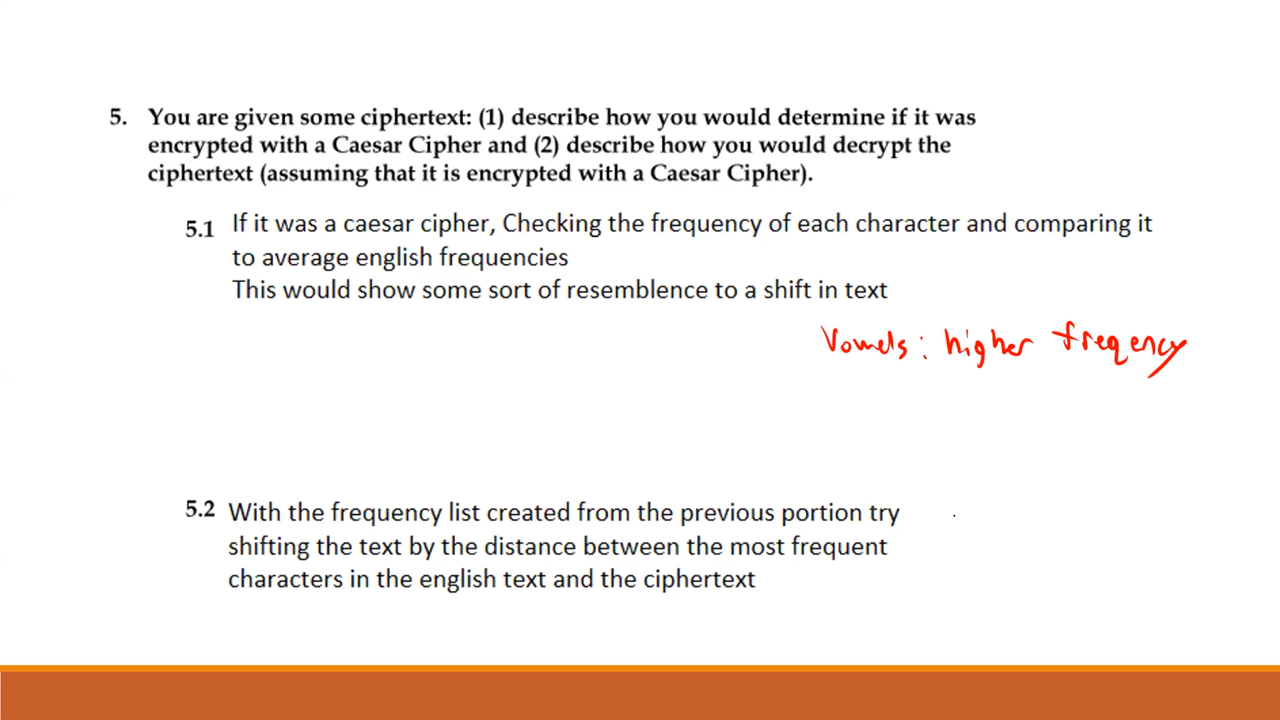 5. You are given some ciphertext: (1) describe how you would determine if it was
encrypted with a Caesar Cipher and (2) describe how you would decrypt the
ciphertext (assuming that it is encrypted with a Caesar Cipher).
5.1 If it was a caesar cipher, Checking the frequency of each character and comparing it
to average english frequencies
This would show some sort of resemblence to a shift in text
Vowels: higher freqency
5.2 With the frequency list created from the previous portion try
shifting the text by the distance between the most frequent
characters in the english text and the ciphertext